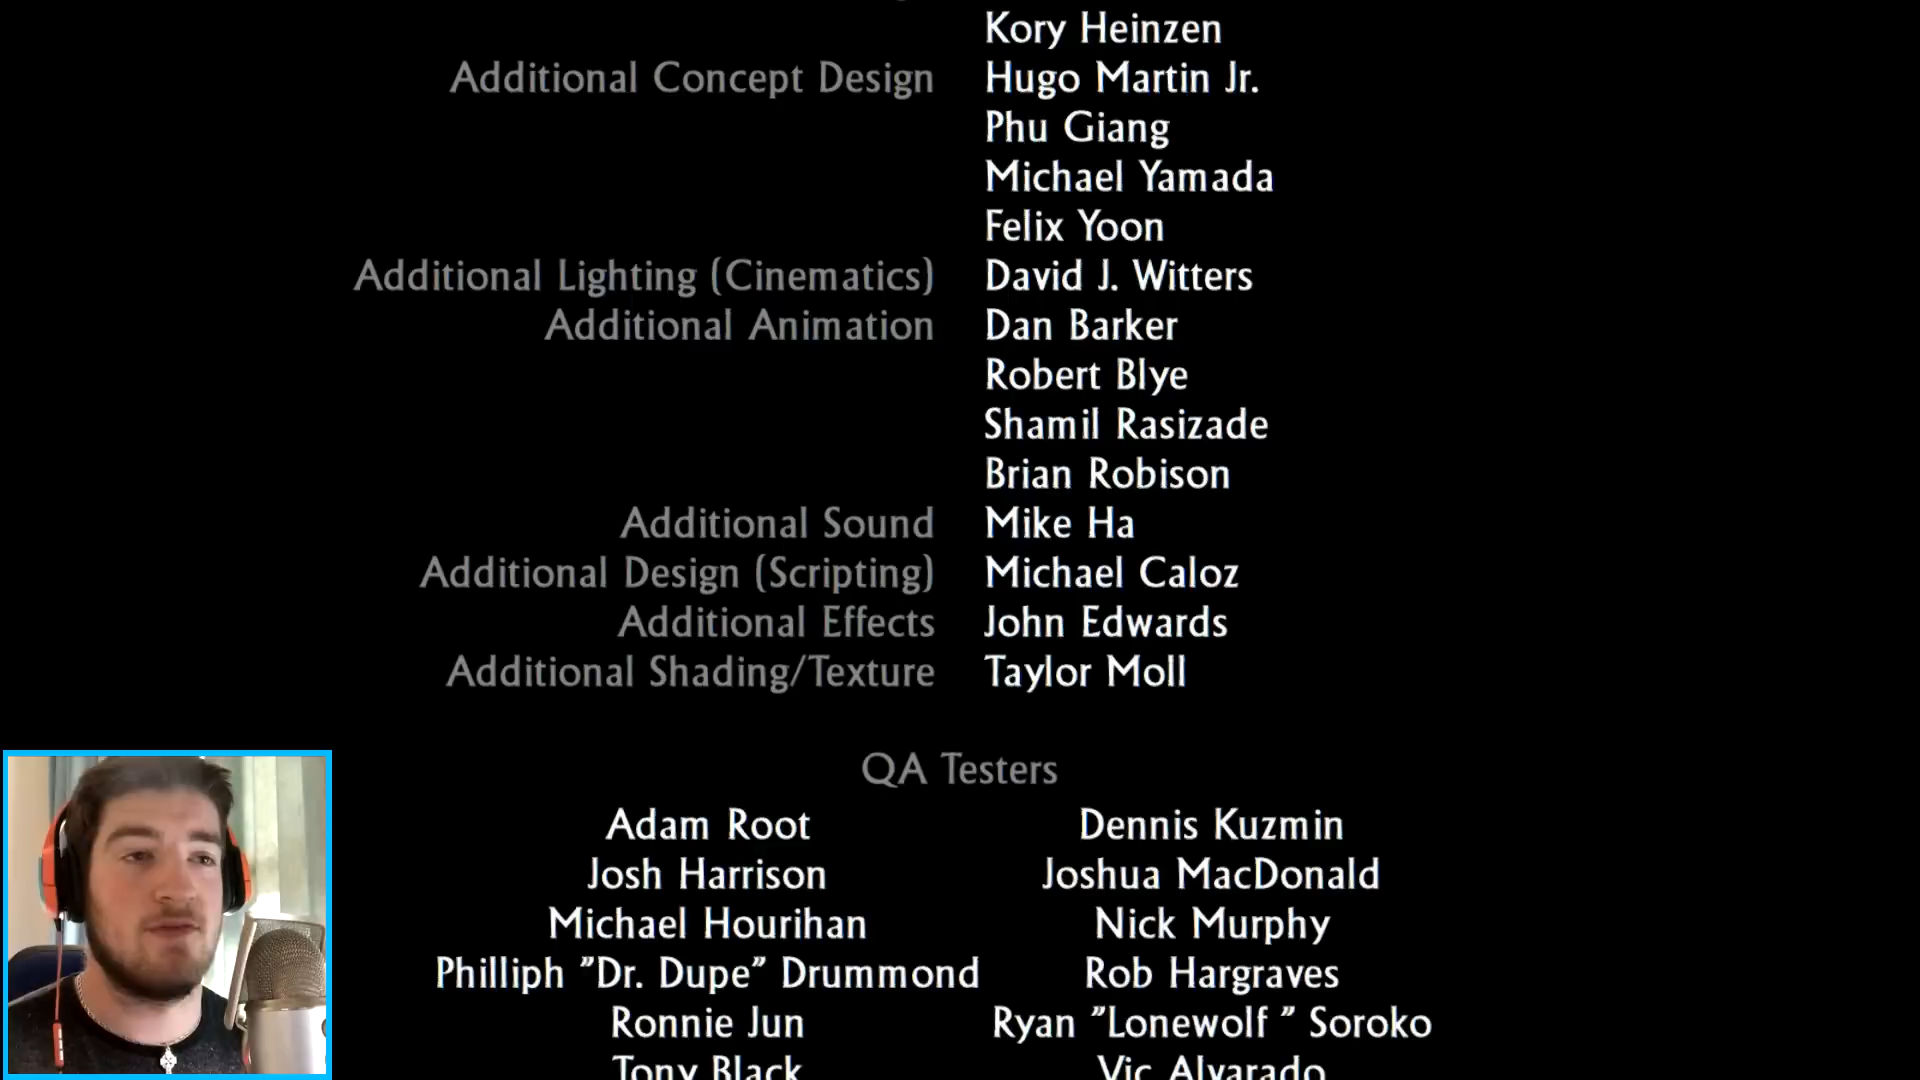 Kory Heinzen
Additional Concept Design Hugo Martin Jr.
Phu Giang
Michael Yamada
Felix Yoon
Additional Lighting (Cinematics) David J. Witters
Additional Animation Dan Barker
Robert Blye
Shamil Rasizade
Brian Robison
Additional Sound Mike Ha
Additional Design (Scripting) Michael Caloz
Additional Effects John Edwards
Additional Shading/Texture Taylor Moll
QA Testers
Adam Root Dennis Kuzmin
Josh Harrison Joshua MacDonald
Michael Hourihan Nick Murphy
Philliph "Dr. Dupe" Drummond Rob Hargraves
Ronnie Jun Ryan "Lonewolf " Soroko
Tony Black Vic Alvarado